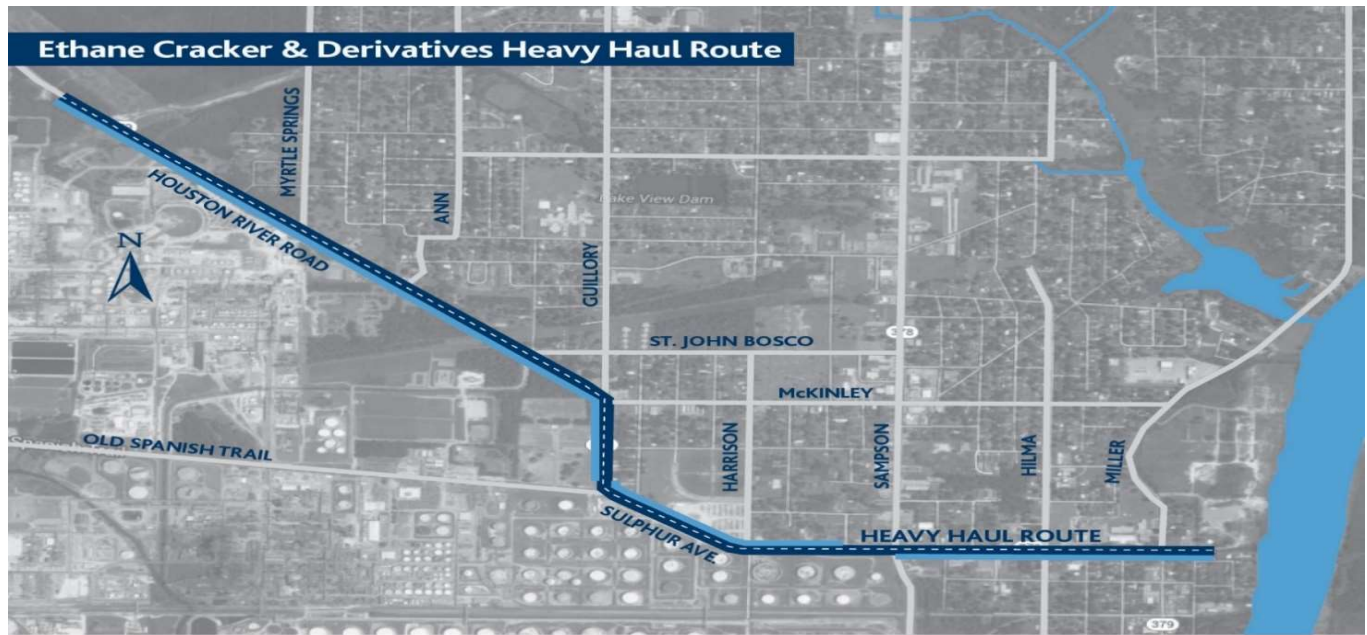 Ethane Cracker & Derivatives Heavy Haul Route
MYRTLE SPRINGS
HOUSTON RIVER ROAD
ANN
Lake View Dam
N
GUILLORY
378
ST. JOHN BOSCO
McKINLEY
OLD SPANISH TRAIL
HARRISON
SAMPSON
HILMA
MILLER
SULPHUR AVE.
HEAVY HAUL ROUTE
379